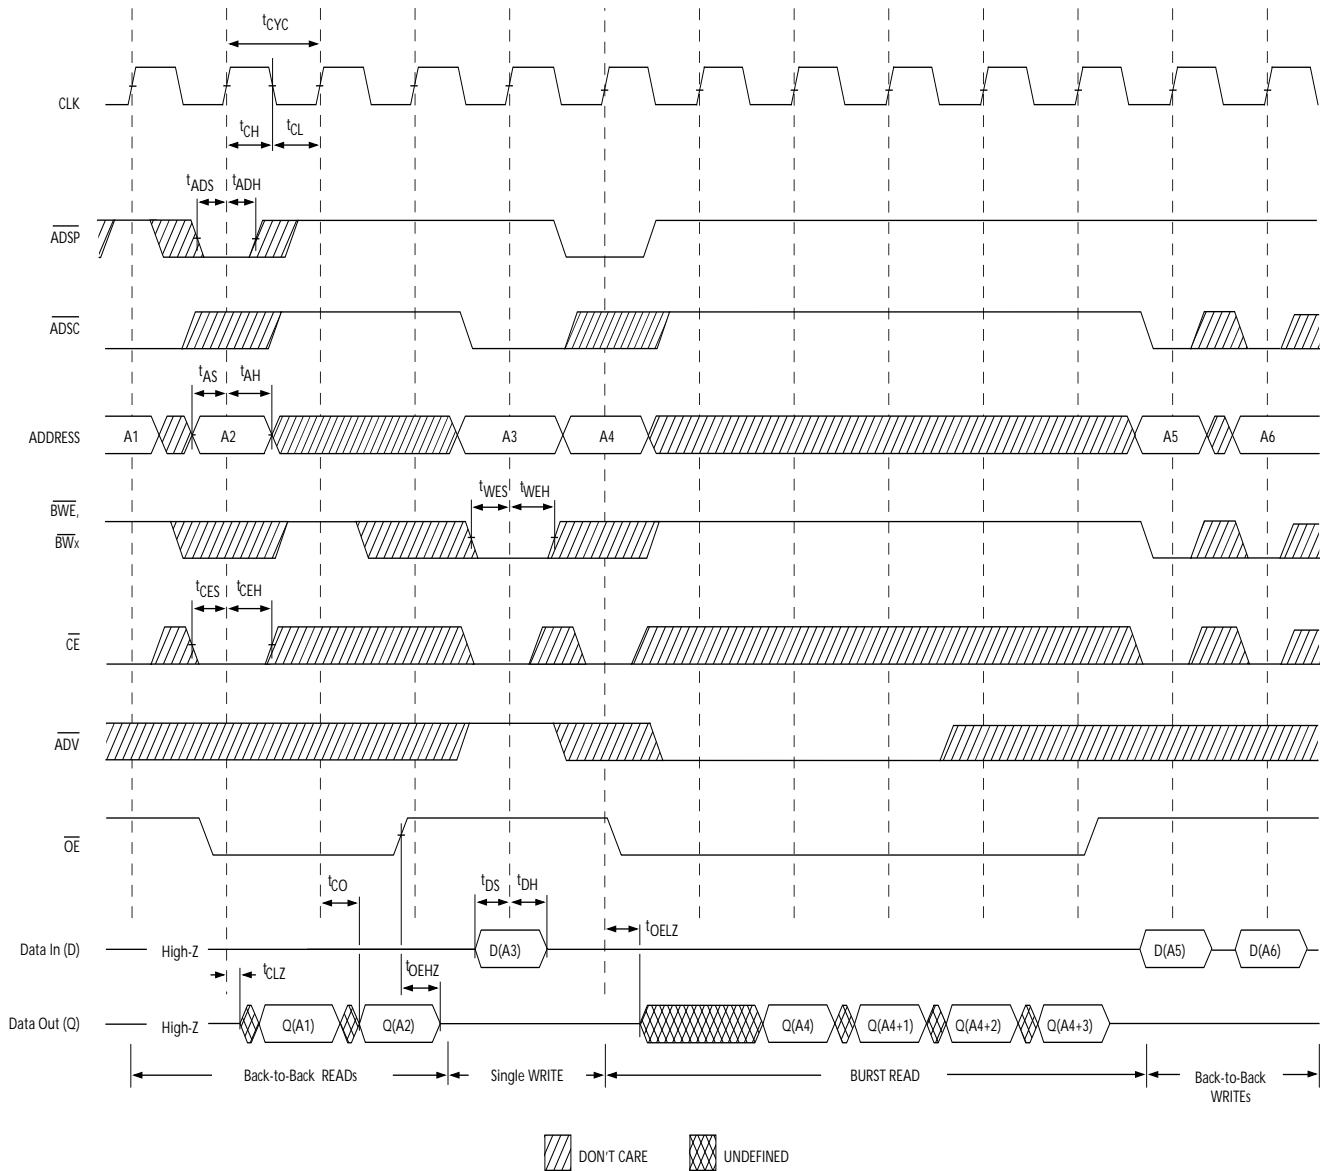 tCYC
CLK
tCH
tCL
tADS
tADH
ADSP
ADSC
tAS
tAH
ADDRESS
A1
A2
A3
A4
A5
A6
tWES
tWEH
BWE,
BWx
tCES
tCEH
CE
ADV
OE
tCO
tDS
tDH
tOELZ
Data In (D)
High-Z
D(A3)
D(A5)
D(A6)
tCLZ
tOEHZ
Data Out (Q)
High-Z
Q(A1)
Q(A2)
Q(A4)
Q(A4+1)
Q(A4+2)
Q(A4+3)
Back-to-Back READs
Single WRITE
BURST READ
Back-to-Back
WRITEs
DON'T CARE
UNDEFINED